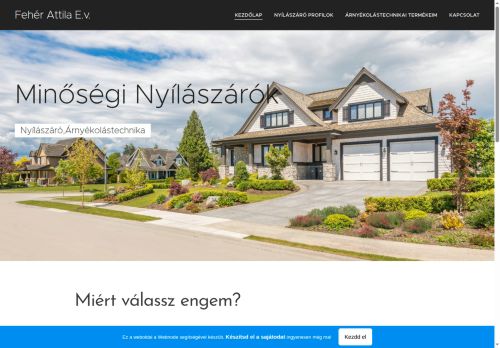 Fehér Attila E.v.
KEZDŐLAP NYÍLÁSZÁRÓ PROFILOK ÁRNYÉKOLÁSTECHNIKAI TERMÉKEIM KAPCSOLAT
Minőségi Nyílászárók
Nyílászáró,Árnyékolástechnika
Miért válassz engem?
Ez a weboldal a Webnode segítségével készült. Készítsd el a sajátodat ingyenesen még ma! Kezdd el